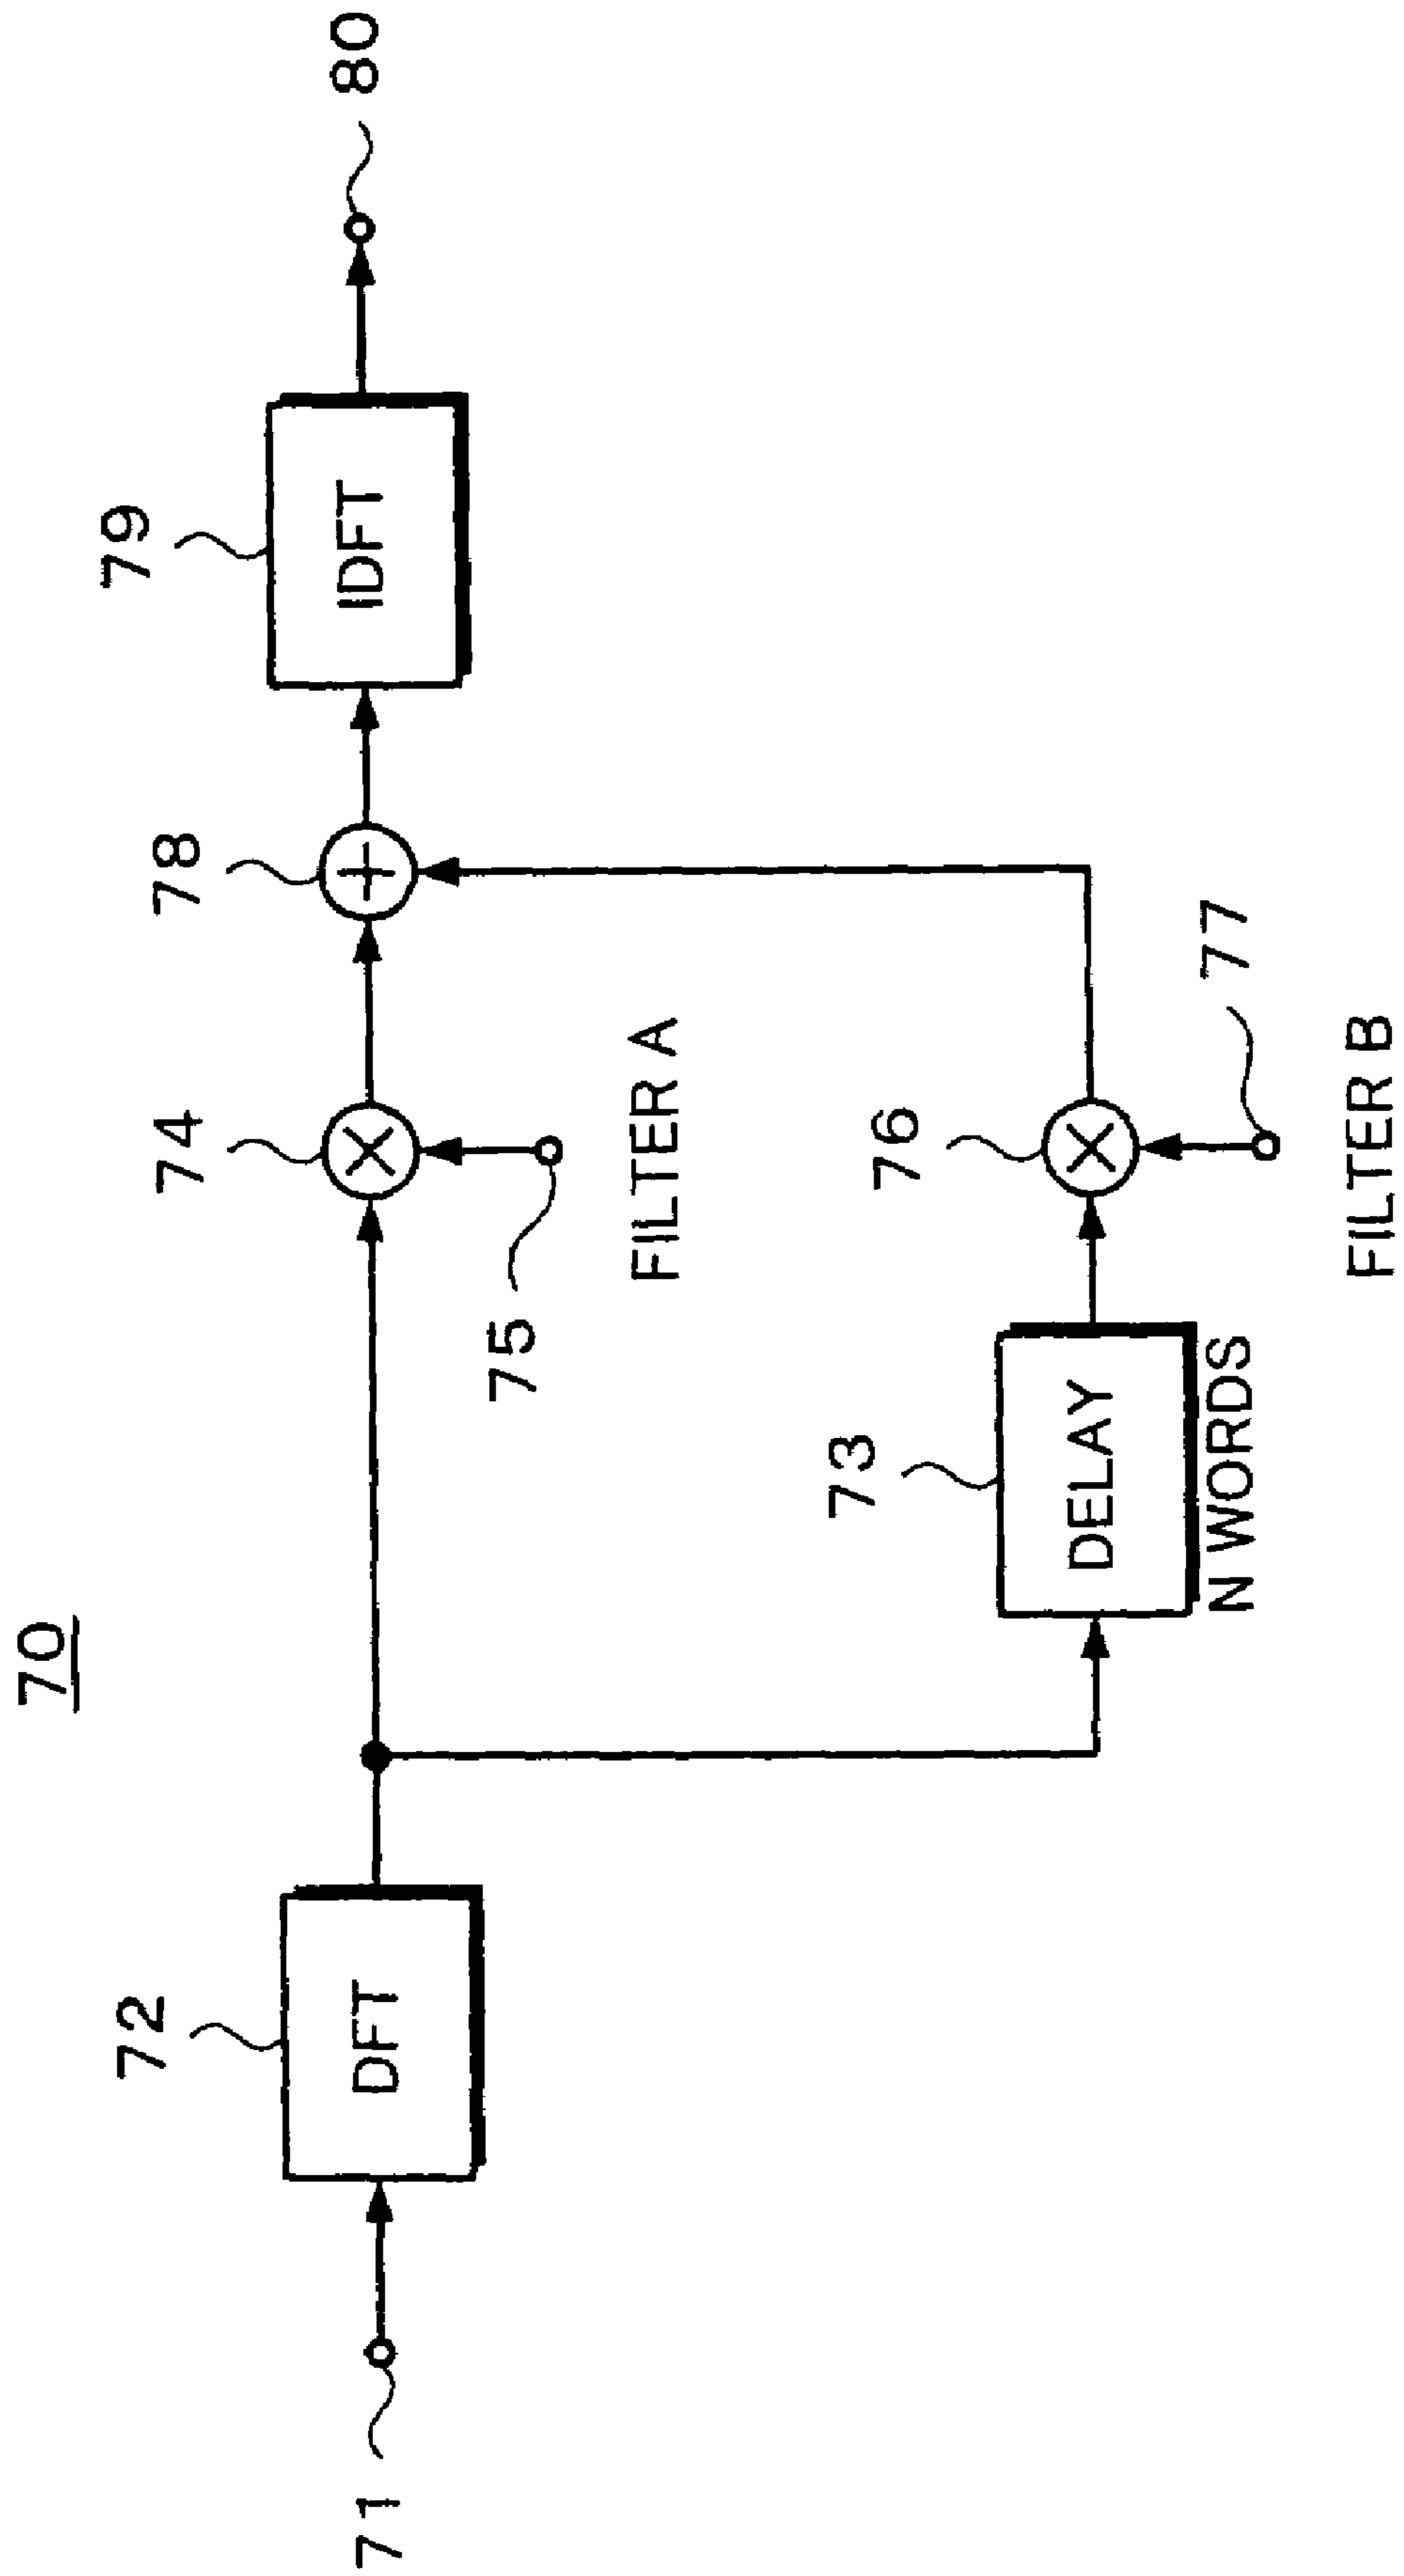 70
71
72
DFT
73
DELAY
N WORDS
74
75
FILTER A
76
77
FILTER B
78
79
IDFT
80